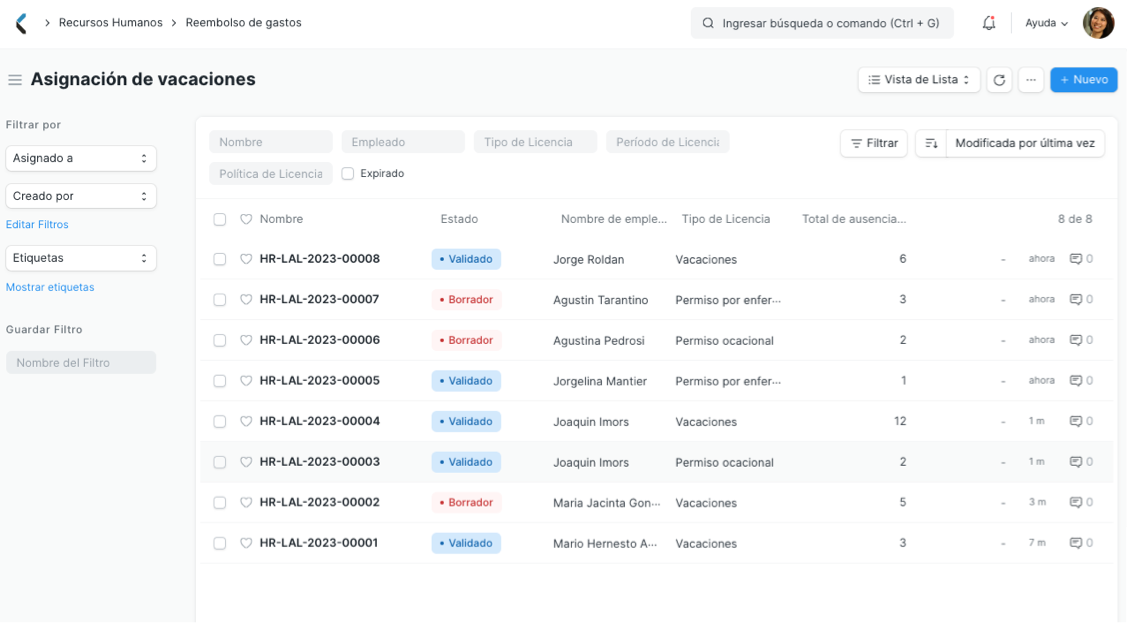 Recursos Humanos > Reembolso de gastos
Ingresar búsqueda o comando (Ctrl + G)
Ayuda
Asignación de vacaciones
Vista de Lista
...
+ Nuevo
Filtrar por
Asignado a
Creado por
Editar Filtros
Etiquetas
Mostrar etiquetas
Guardar Filtro
Nombre del Filtro
Nombre Empleado Tipo de Licencia Período de Licencia
Filtrar
Modificada por última vez
Política de Licencia Expirado
Nombre Estado Nombre de emple... Tipo de Licencia Total de ausencia... 8 de 8
HR-LAL-2023-00008 • Validado Jorge Roldan Vacaciones 6 - ahora 0
HR-LAL-2023-00007 • Borrador Agustin Tarantino Permiso por enfer... 3 - ahora 0
HR-LAL-2023-00006 • Borrador Agustina Pedrosi Permiso ocacional 2 - ahora 0
HR-LAL-2023-00005 • Validado Jorgelina Mantier Permiso por enfer... 1 - ahora 0
HR-LAL-2023-00004 • Validado Joaquin Imors Vacaciones 12 - 1 m 0
HR-LAL-2023-00003 • Validado Joaquin Imors Permiso ocacional 2 - 1 m 0
HR-LAL-2023-00002 • Borrador Maria Jacinta Gon... Vacaciones 5 - 3 m 0
HR-LAL-2023-00001 • Validado Mario Hernesto A... Vacaciones 3 - 7 m 0